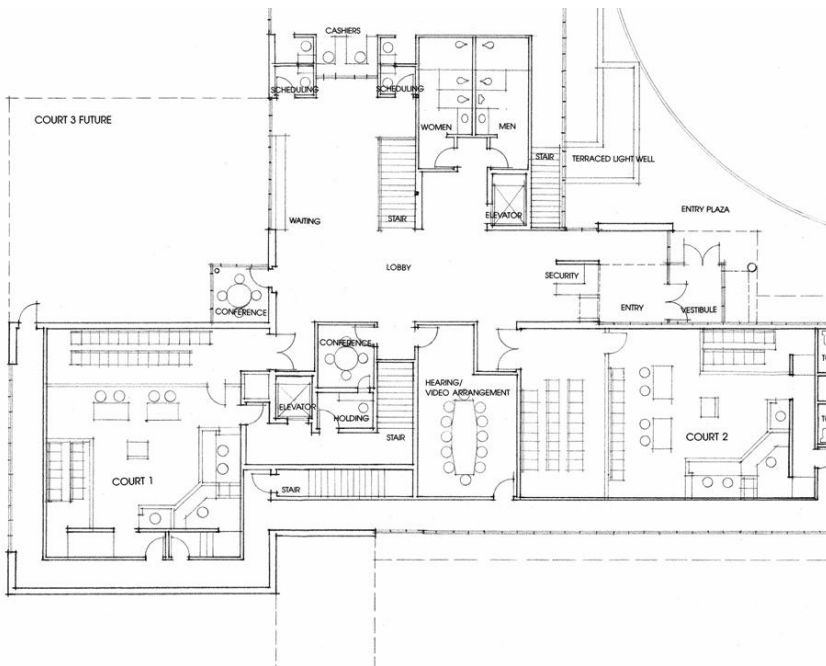 CASHIERS
SCHEDULING
SCHEDULING
COURT 3 FUTURE
WOMEN
MEN
STAIR
TERRACED LIGHT WELL
WAITING
STAIR
ELEVATOR
ENTRY PLAZA
LOBBY
SECURITY
CONFERENCE
ENTRY
VESTIBULE
CONFERENCE
HEARING/
VIDEO ARRANGEMENT
ELEVATOR
HOLDING
STAIR
COURT 2
COURT 1
STAIR